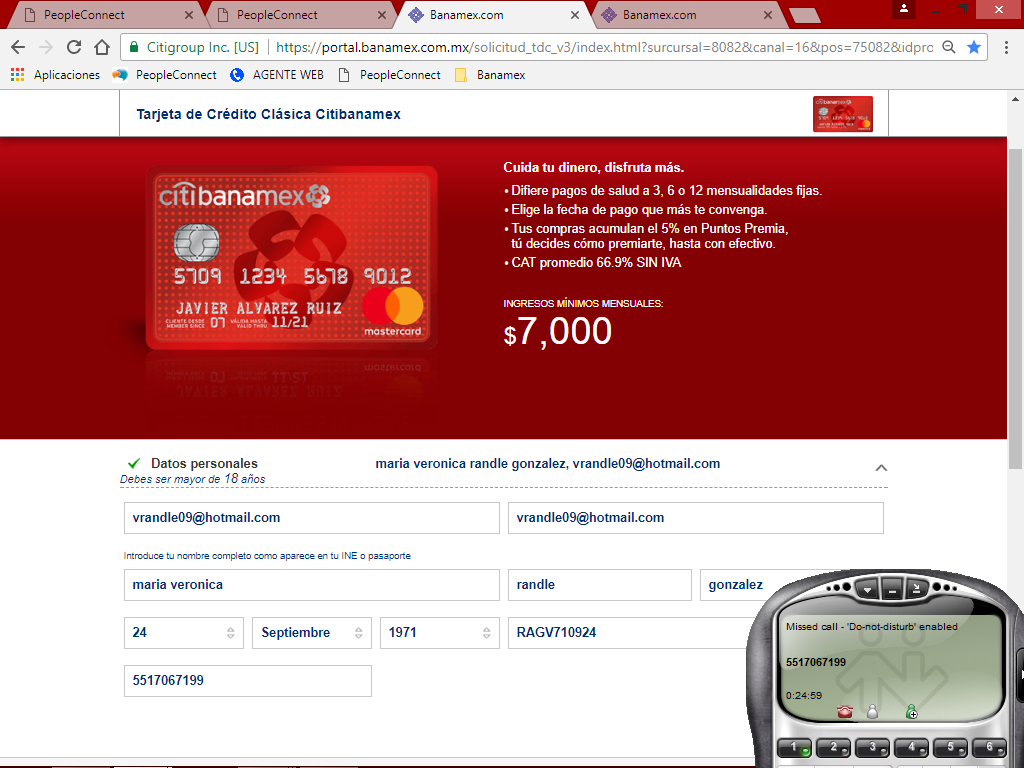 PeopleConnect
PeopleConnect
Banamex.com
Banamex.com
Citigroup Inc. [US]
https://portal.banamex.com.mx/solicitud_tdc_v3/index.html?surcursal=8082&canal=16&pos=75082&idpro
Aplicaciones
PeopleConnect
AGENTE WEB
PeopleConnect
Banamex
Tarjeta de Crédito Clásica Citibanamex
citibanamex
5709 1234 5678 9012
JAVIER ALVAREZ RUIZ
CLIENTE DESDE
MEMBER SINCE 07 VÁLIDA HASTA
VALID THRU 11/21
mastercard
Cuida tu dinero, disfruta más.
• Difiere pagos de salud a 3, 6 o 12 mensualidades fijas.
• Elige la fecha de pago que más te convenga.
• Tus compras acumulan el 5% en Puntos Premia,
tú decides cómo premiarte, hasta con efectivo.
• CAT promedio 66.9% SIN IVA
INGRESOS MÍNIMOS MENSUALES:
$7,000
Datos personales
maria veronica randle gonzalez, vrandle09@hotmail.com
Debes ser mayor de 18 años
vrandle09@hotmail.com
vrandle09@hotmail.com
Introduce tu nombre completo como aparece en tu INE o pasaporte
maria veronica
randle
gonzalez
24
Septiembre
1971
RAGV710924
5517067199
Missed call - 'Do-not-disturb' enabled
5517067199
0:24:59
1 2 3 4 5 6